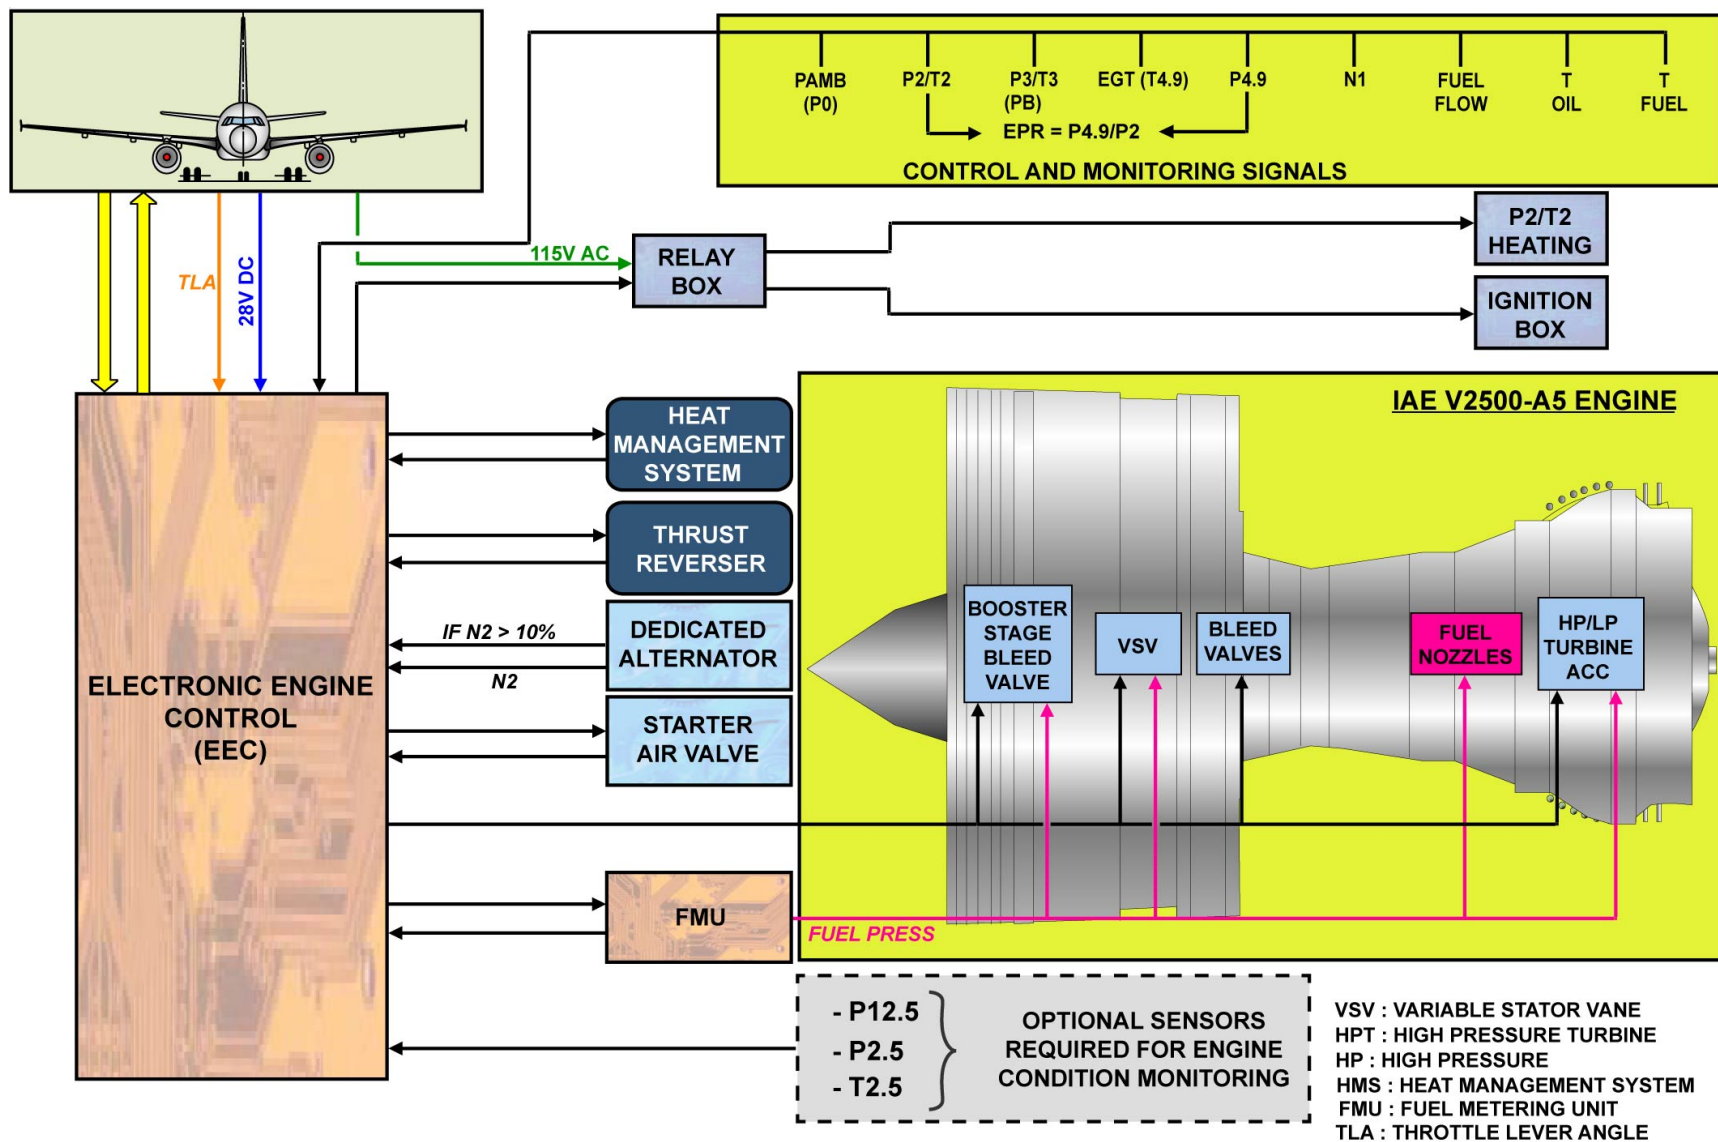 PAMB
(P0)
P2/T2
P3/T3
(PB)
EGT (T4.9)
P4.9
N1
FUEL
FLOW
T
OIL
T
FUEL
EPR = P4.9/P2
CONTROL AND MONITORING SIGNALS
TLA
28V DC
115V AC
RELAY
BOX
P2/T2
HEATING
IGNITION
BOX
ELECTRONIC ENGINE
CONTROL
(EEC)
HEAT
MANAGEMENT
SYSTEM
THRUST
REVERSER
IF N2 > 10%
N2
DEDICATED
ALTERNATOR
STARTER
AIR VALVE
FMU
FUEL PRESS
IAE V2500-A5 ENGINE
BOOSTER
STAGE
BLEED
VALVE
VSV
BLEED
VALVES
FUEL
NOZZLES
HP/LP
TURBINE
ACC
- P12.5
- P2.5
- T2.5
OPTIONAL SENSORS
REQUIRED FOR ENGINE
CONDITION MONITORING
VSV : VARIABLE STATOR VANE
HPT : HIGH PRESSURE TURBINE
HP : HIGH PRESSURE
HMS : HEAT MANAGEMENT SYSTEM
FMU : FUEL METERING UNIT
TLA : THROTTLE LEVER ANGLE